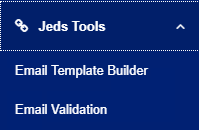 Jeds Tools
Email Template Builder
Email Validation